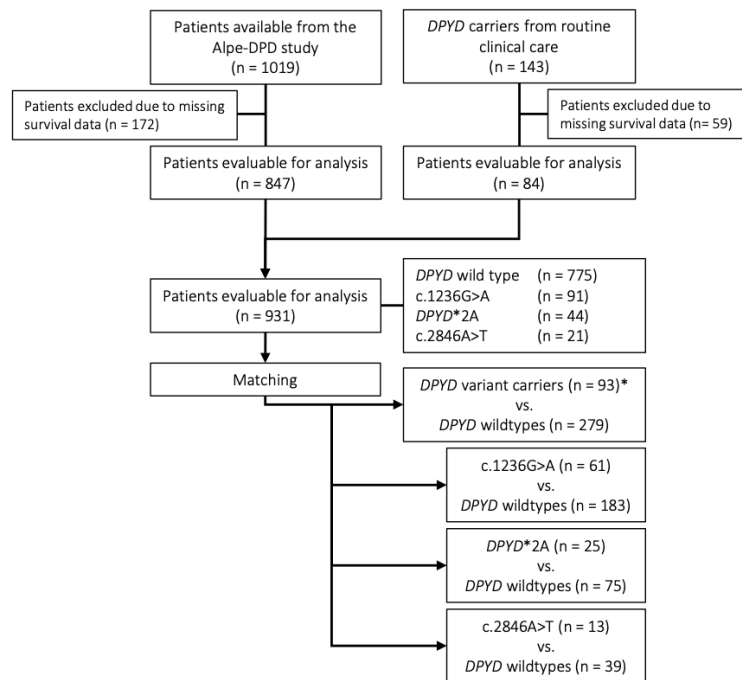 Patients available from the
Alpe-DPD study
(n = 1019)
DPYD carriers from routine
clinical care
(n = 143)
Patients excluded due to missing
survival data (n = 172)
Patients excluded due to
missing survival data (n= 59)
Patients evaluable for analysis
(n = 847)
Patients evaluable for analysis
(n = 84)
Patients evaluable for analysis
(n = 931)
DPYD wild type (n = 775)
c.1236G>A (n = 91)
DPYD*2A (n = 44)
c.2846A>T (n = 21)
Matching
DPYD variant carriers (n = 93)*
vs.
DPYD wildtypes (n = 279)
c.1236G>A (n = 61)
vs.
DPYD wildtypes (n = 183)
DPYD*2A (n = 25)
vs.
DPYD wildtypes (n = 75)
c.2846A>T (n = 13)
vs.
DPYD wildtypes (n = 39)